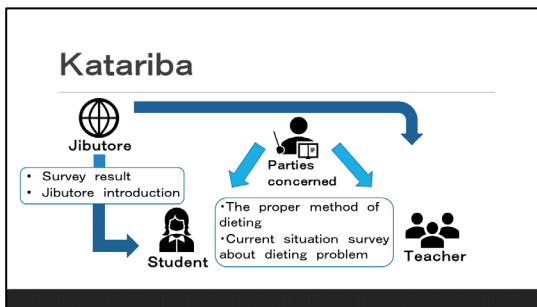 Katariba
Jibutore
• Survey result
• Jibutore introduction
Student
Parties
concerned
・The proper method of
dieting
・Current situation survey
about dieting problem
Teacher